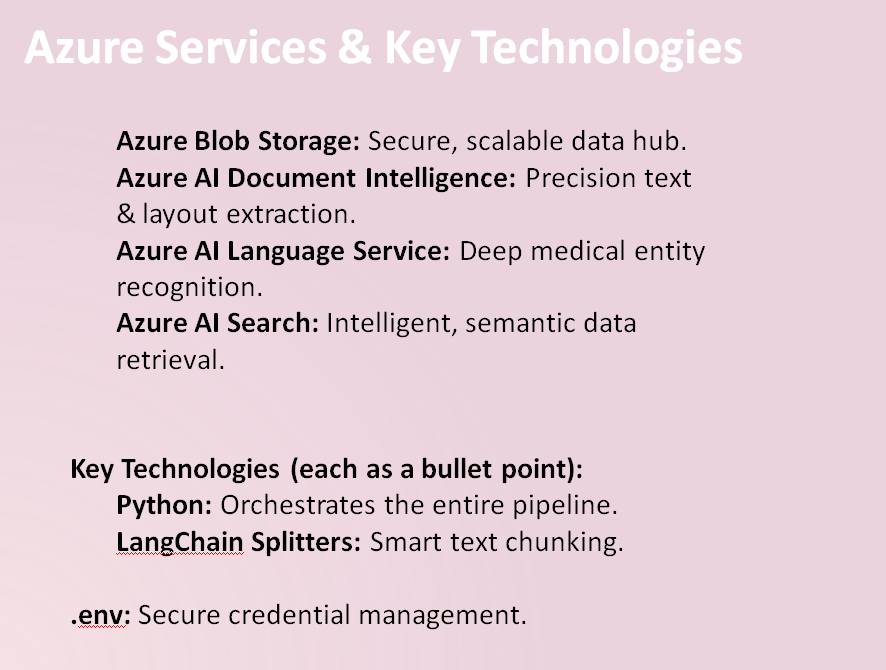 Azure Services & Key Technologies
Azure Blob Storage: Secure, scalable data hub.
Azure AI Document Intelligence: Precision text
& layout extraction.
Azure AI Language Service: Deep medical entity
recognition.
Azure AI Search: Intelligent, semantic data
retrieval.
Key Technologies (each as a bullet point):
Python: Orchestrates the entire pipeline.
LangChain Splitters: Smart text chunking.
.env: Secure credential management.